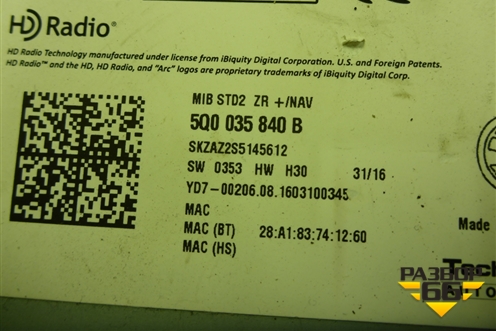 HD Radio®
HD Radio Technology manufactured under license from iBiquity Digital Corporation. U.S. and Foreign Patents.
HD Radio™ and the HD, HD Radio, and "Arc" logos are proprietary trademarks of iBiquity Digital Corp.
MIB STD2 ZR +/NAV
5Q0 035 840 B
SKZAZ2S5145612
SW 0353 HW H30 31/16
YD7-00206.08.1603100345
MAC
MAC (BT) 28:A1:83:74:12:60
MAC (HS)
Made
РАЗБОР
66